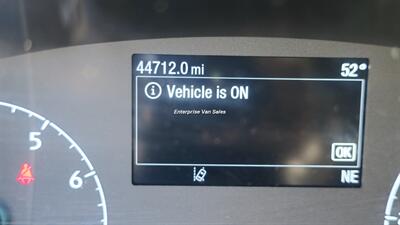 44712.0 mi 52°
Vehicle is ON
Enterprise Van Sales
5
6
OK
NE